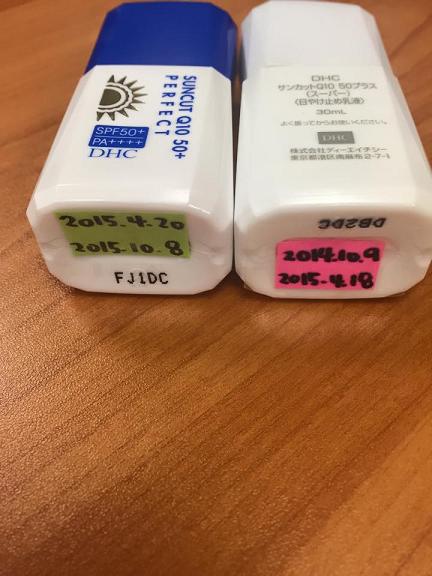 SUNCUT Q10 50+
PERFECT
SPF50+
PA++++
DHC
2015.4.20
2015.10.8
FJ1DC
DHC
サンカットQ10 50プラス
〈スーパー〉
〈日やけ止め乳液〉
30mL
よく振ってからお使いください。
DHC
株式会社ディーエイチシー
東京都港区南麻布2-7-1
DB2DC
2014.10.9
2015.4.18